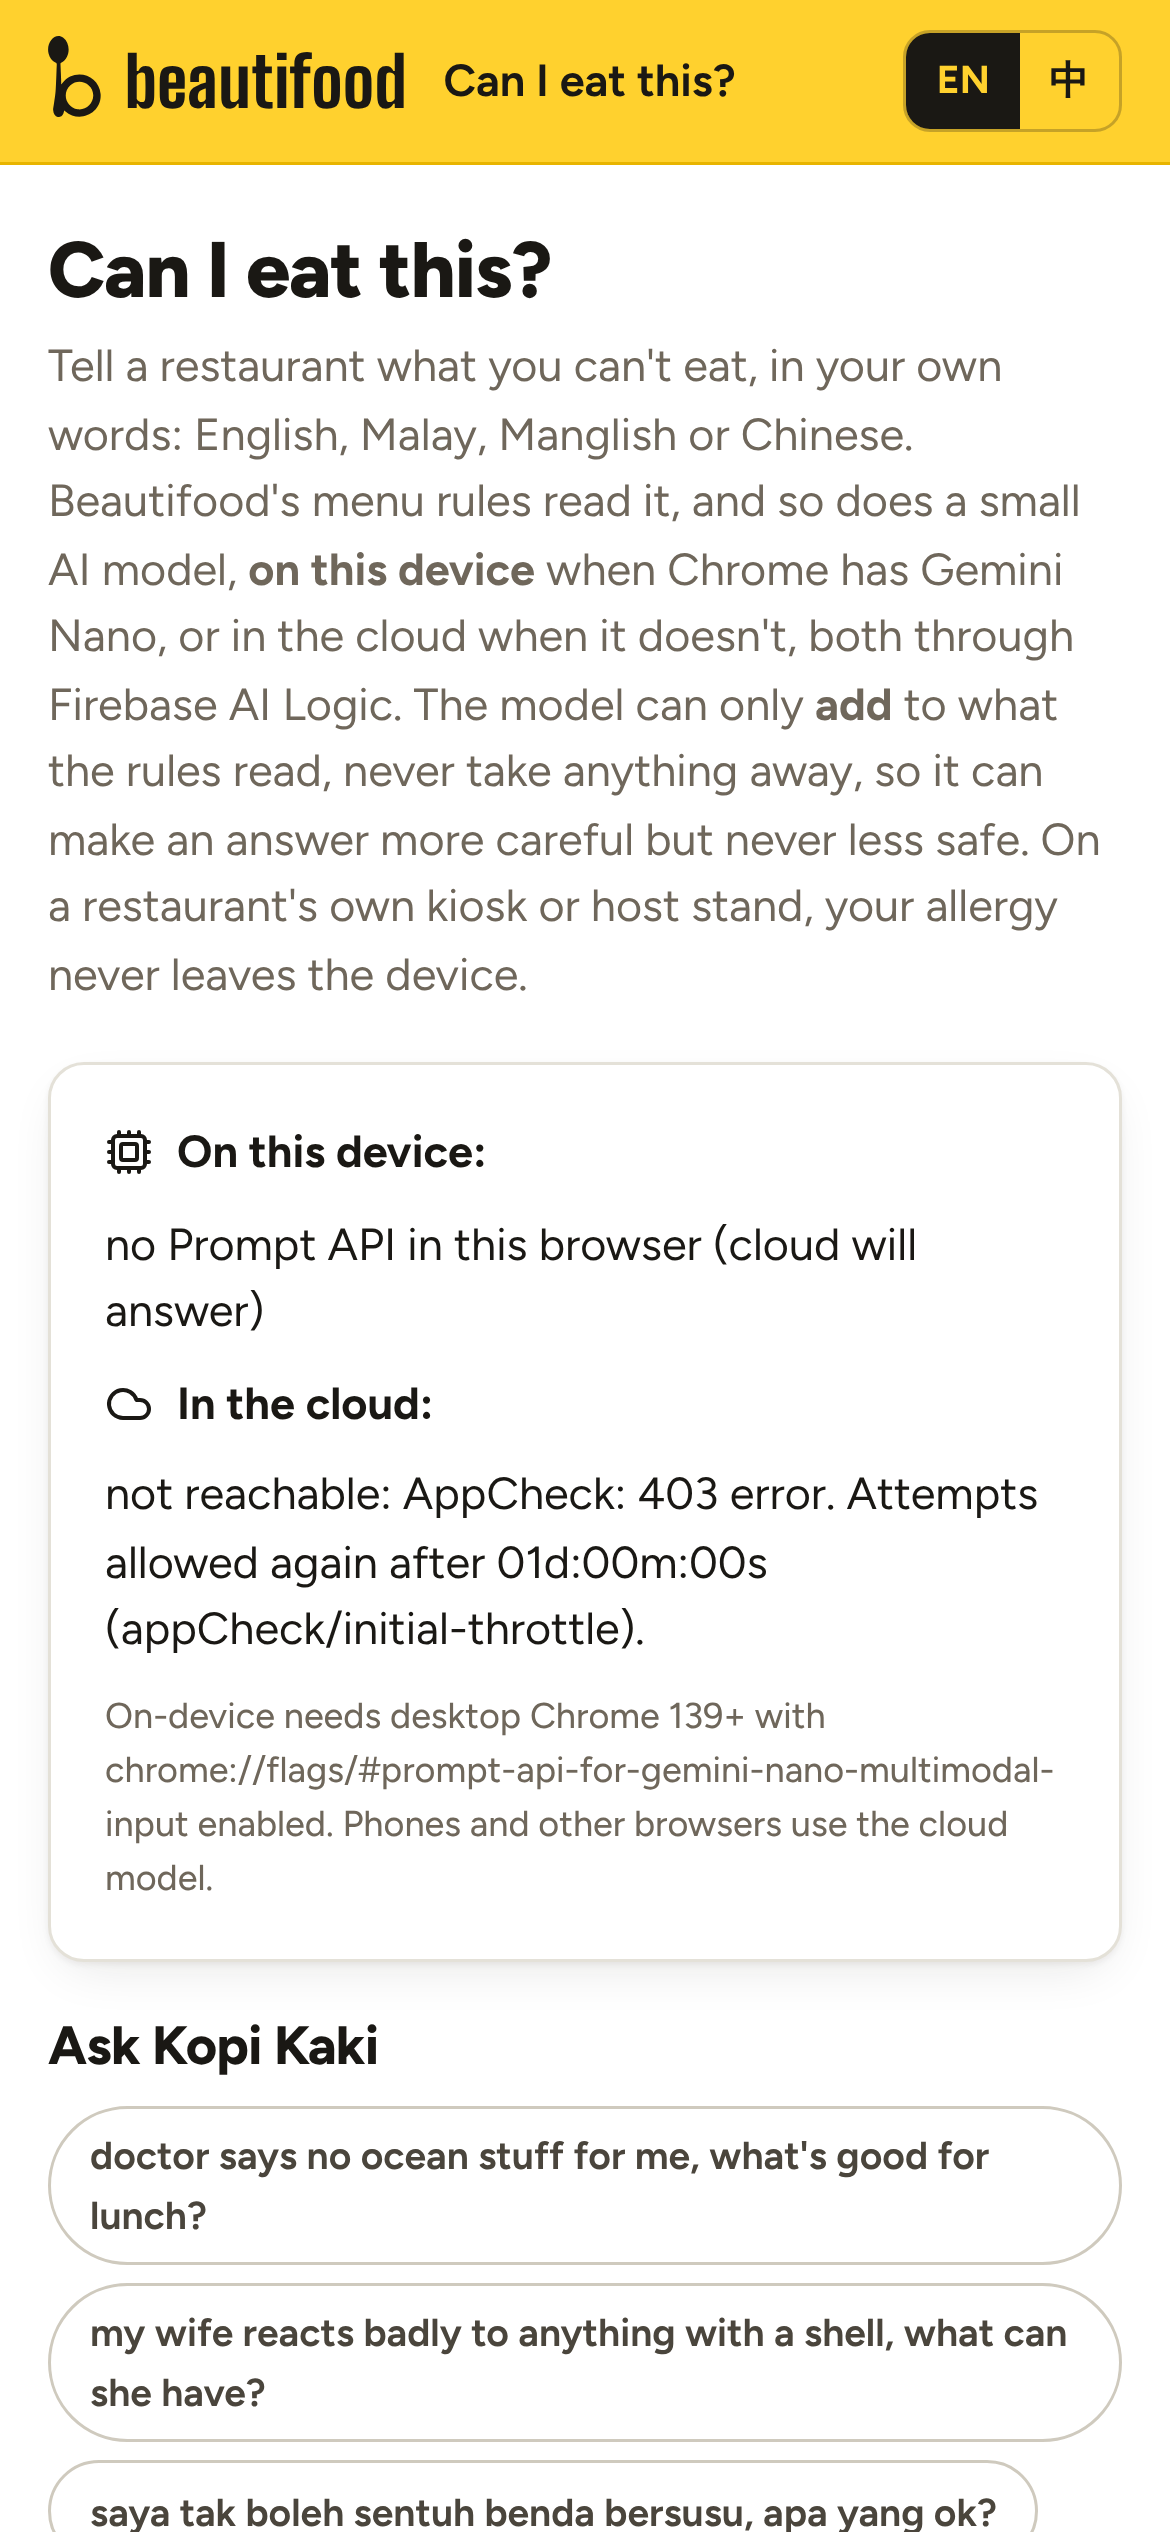 beautifood Can I eat this? EN 中
Can I eat this?
Tell a restaurant what you can't eat, in your own
words: English, Malay, Manglish or Chinese.
Beautifood's menu rules read it, and so does a small
AI model, on this device when Chrome has Gemini
Nano, or in the cloud when it doesn't, both through
Firebase AI Logic. The model can only add to what
the rules read, never take anything away, so it can
make an answer more careful but never less safe. On
a restaurant's own kiosk or host stand, your allergy
never leaves the device.
On this device:
no Prompt API in this browser (cloud will
answer)
In the cloud:
not reachable: AppCheck: 403 error. Attempts
allowed again after 01d:00m:00s
(appCheck/initial-throttle).
On-device needs desktop Chrome 139+ with
chrome://flags/#prompt-api-for-gemini-nano-multimodal-
input enabled. Phones and other browsers use the cloud
model.
Ask Kopi Kaki
doctor says no ocean stuff for me, what's good for
lunch?
my wife reacts badly to anything with a shell, what can
she have?
saya tak boleh sentuh benda bersusu, apa yang ok?